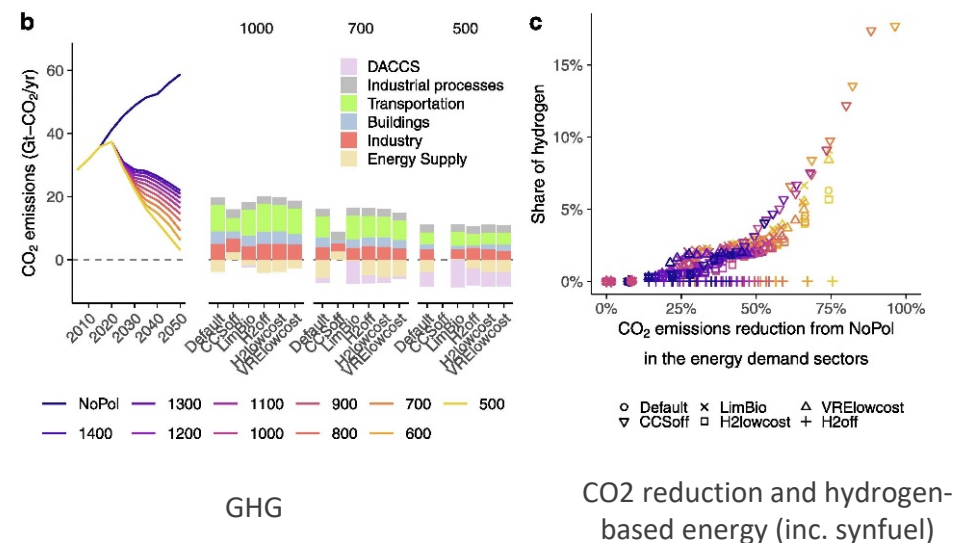 b
1000
700
500
CO₂ emissions (Gt−CO₂/yr)
60
40
20
0
DACCS
Industrial processes
Transportation
Buildings
Industry
Energy Supply
2010
2020
2030
2040
2050
Default
CCSoff
LimBio
H2off
H2lowcost
VRElowcost
Default
CCSoff
LimBio
H2off
H2lowcost
VRElowcost
Default
CCSoff
LimBio
H2off
H2lowcost
VRElowcost
NoPol 1300 1100 900 700 500
1400 1200 1000 800 600
GHG
c
Share of hydrogen
15%
10%
5%
0%
0% 25% 50% 75% 100%
CO₂ emissions reduction from NoPol
in the energy demand sectors
Default LimBio VRElowcost
CCSoff H2lowcost H2off
CO2 reduction and hydrogen-
based energy (inc. synfuel)